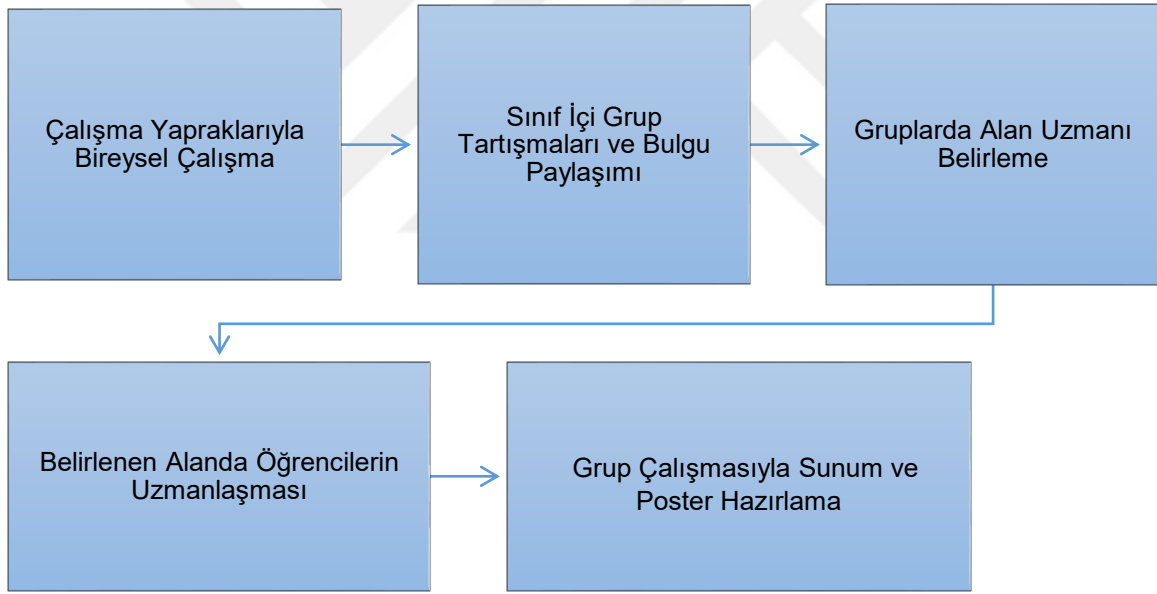 Çalışma Yapraklarıyla
Bireysel Çalışma
Sınıf İçi Grup
Tartışmaları ve Bulgu
Paylaşımı
Gruplarda Alan Uzmanı
Belirleme
Belirlenen Alanda Öğrencilerin
Uzmanlaşması
Grup Çalışmasıyla Sunum ve
Poster Hazırlama